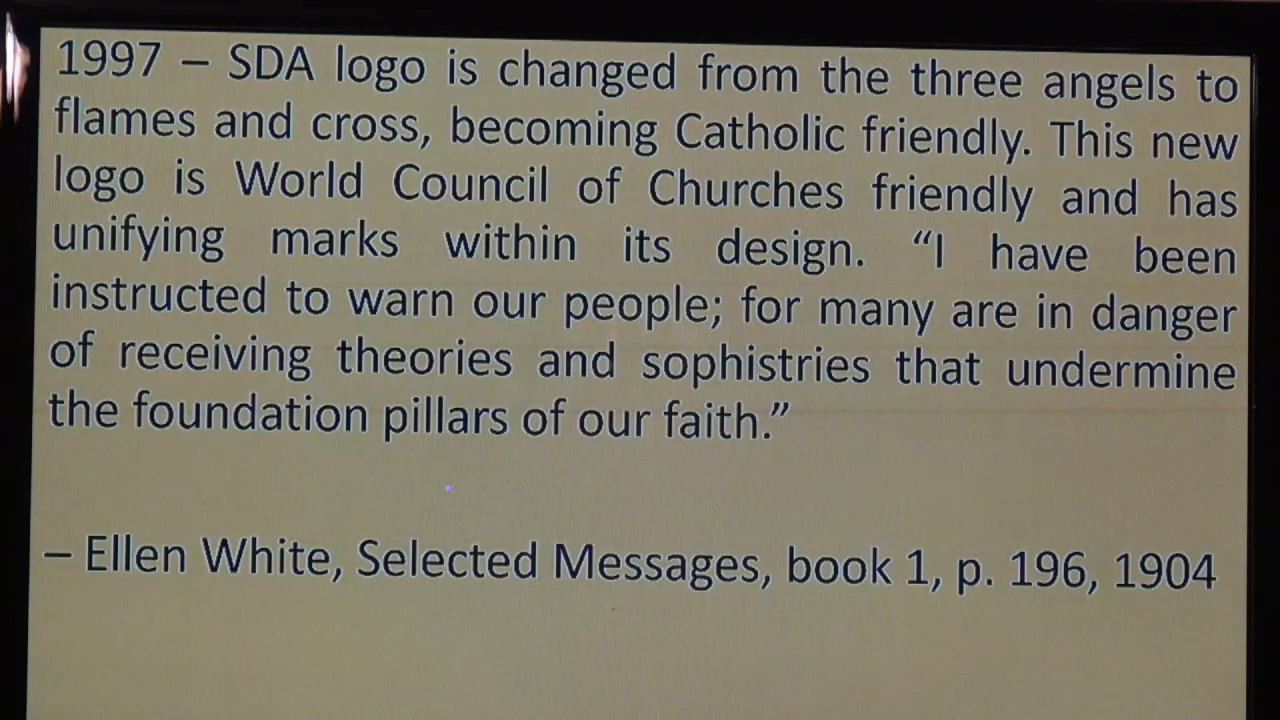 1997 – SDA logo is changed from the three angels to
flames and cross, becoming Catholic friendly. This new
logo is World Council of Churches friendly and has
unifying marks within its design. “I have been
instructed to warn our people; for many are in danger
of receiving theories and sophistries that undermine
the foundation pillars of our faith.”
– Ellen White, Selected Messages, book 1, p. 196, 1904